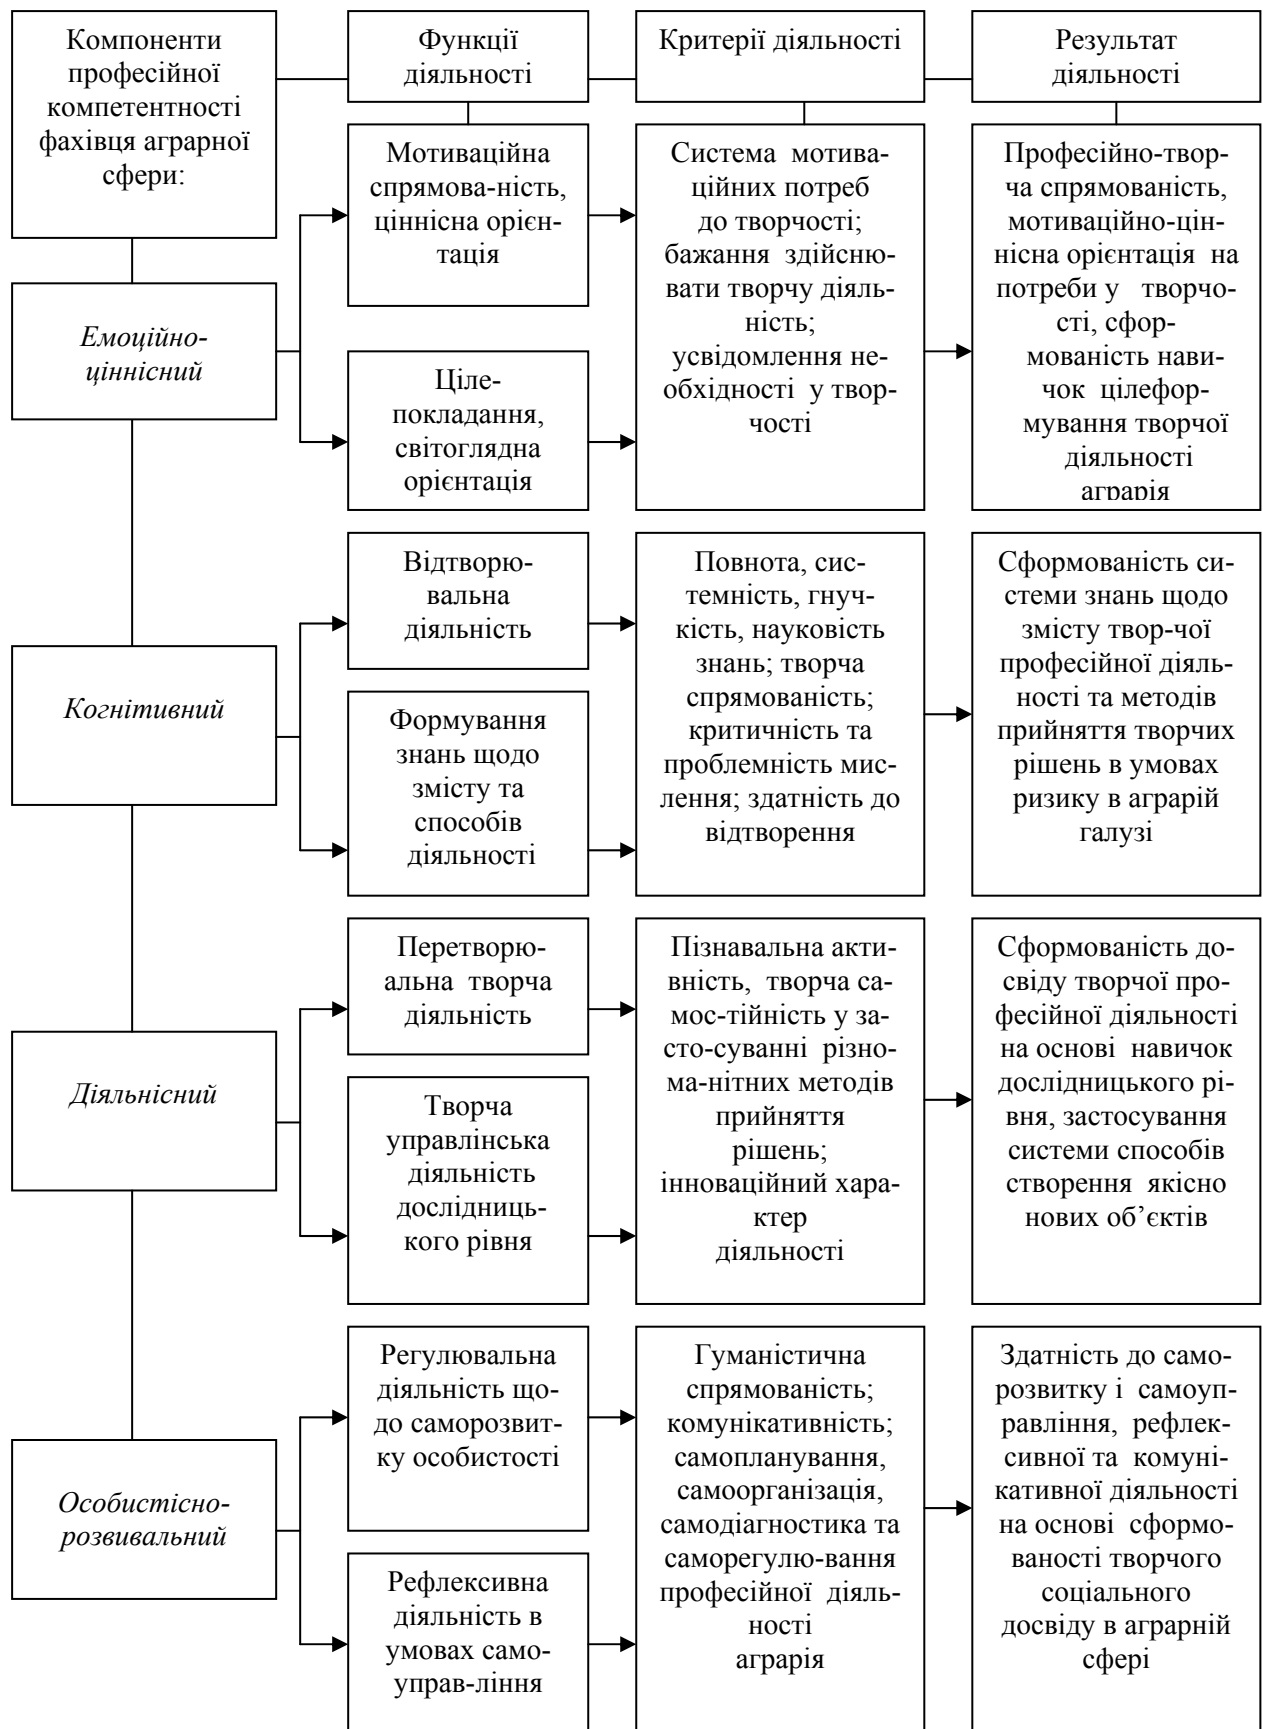 Компоненти
професійної
компетентності
фахівця аграрної
сфери:
Функції
діяльності
Критерії діяльності
Результат
діяльності
Емоційно-
ціннісний
Мотиваційна
спрямова-ність,
ціннісна орієн-
тація
Ціле-
покладання,
світоглядна
орієнтація
Система мотива-
ційних потреб
до творчості;
бажання здійсню-
вати творчу діяль-
ність;
усвідомлення не-
обхідності у твор-
чості
Професійно-твор-
ча спрямованість,
мотиваційно-цін-
нісна орієнтація на
потреби у творчо-
сті, сфор-
мованість нави-
чок цілефор-
мування творчої
діяльності
аграрія
Когнітивний
Відтворю-
вальна
діяльність
Формування
знань щодо
змісту та
способів
діяльності
Повнота, сис-
темність, гнуч-
кість, науковість
знань; творча
спрямованість;
критичність та
проблемність мис-
лення; здатність до
відтворення
Сформованість си-
стеми знань щодо
змісту твор-чої
професійної діяль-
ності та методів
прийняття творчих
рішень в умовах
ризику в аграрій
галузі
Діяльнісний
Перетворю-
альна творча
діяльність
Творча
управлінська
діяльність
дослідниць-
кого рівня
Пізнавальна акти-
вність, творча са-
мос-тійність у за-
сто-суванні різно-
ма-нітних методів
прийняття
рішень;
інноваційний хара-
ктер
діяльності
Сформованість до-
свіду творчої про-
фесійної діяльності
на основі навичок
дослідницького рі-
вня, застосування
системи способів
створення якісно
нових об’єктів
Особистісно-
розвивальний
Регулювальна
діяльність що-
до саморозвит-
ку особистості
Рефлексивна
діяльність в
умовах само-
управ-ління
Гуманістична
спрямованість;
комунікативність;
самопланування,
самоорганізація,
самодіагностика та
саморегулю-вання
професійної діяль-
ності
аграрія
Здатність до само-
розвитку і самоуп-
равління, рефлек-
сивної та комуні-
кативної діяльності
на основі сформо-
ваності творчого
соціального
досвіду в аграрній
сфері